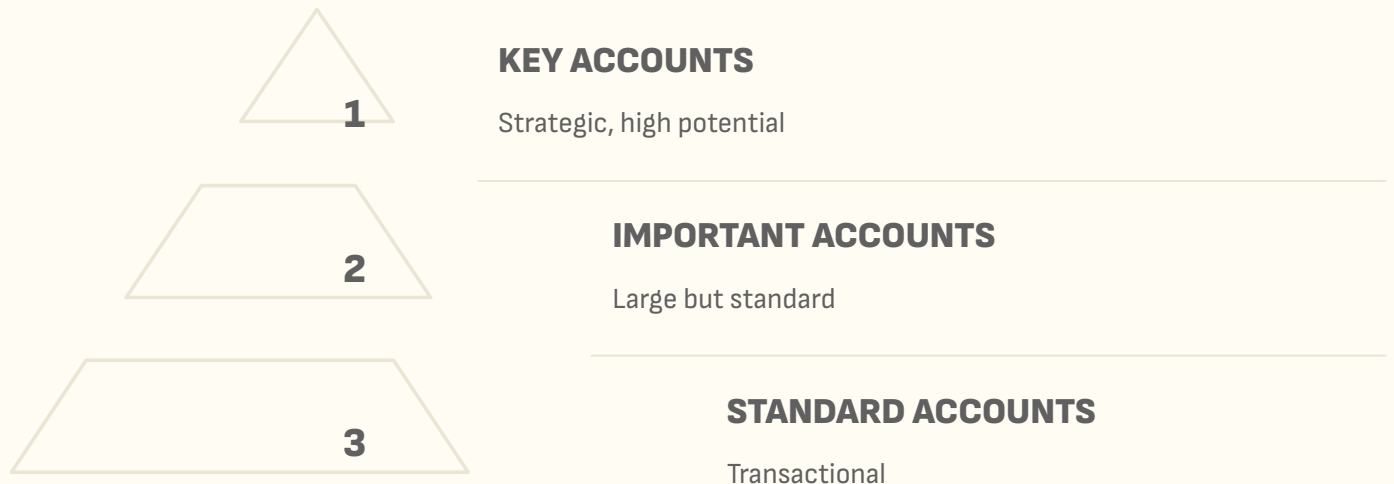 1
KEY ACCOUNTS
Strategic, high potential
2
IMPORTANT ACCOUNTS
Large but standard
3
STANDARD ACCOUNTS
Transactional